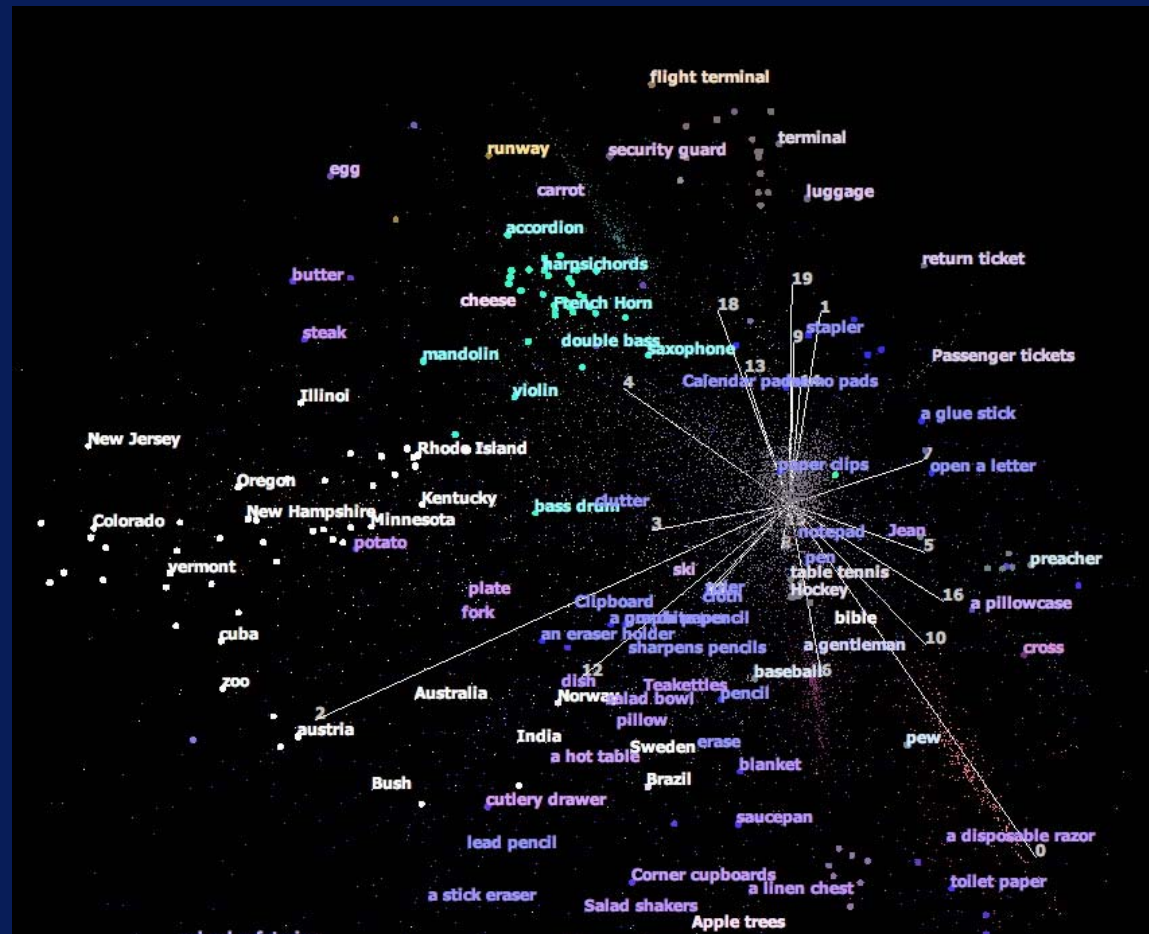 flight terminal
terminal
runway
security guard
egg
carrot
luggage
accordion
return ticket
harpsichords
butter
19
cheese
French Horn
18
1
stapler
steak
9
double bass
saxophone
mandolin
Passenger tickets
13
4
Calendar pads
violin
Illinoi
a glue stick
New Jersey
Rhode Island
7
paper clips
open a letter
Oregon
Kentucky
clutter
bass drum
New Hampshire
Minnesota
Colorado
3
notepad
Jean
potato
5
pen
preacher
vermont
ski
table tennis
plate
Hockey
cloth
16
Clipboard
a pillowcase
fork
bible
pencil
cuba
an eraser holder
10
sharpens pencils
a gentleman
cross
12
baseball
6
zoo
dish
Teakettles
Australia
Norway
salad bowl
pencil
2
pillow
austria
India
Sweden
erase
pew
a hot table
blanket
Bush
Brazil
cutlery drawer
saucepan
a disposable razor
lead pencil
0
Corner cupboards
a linen chest
toilet paper
a stick eraser
Salad shakers
Apple trees